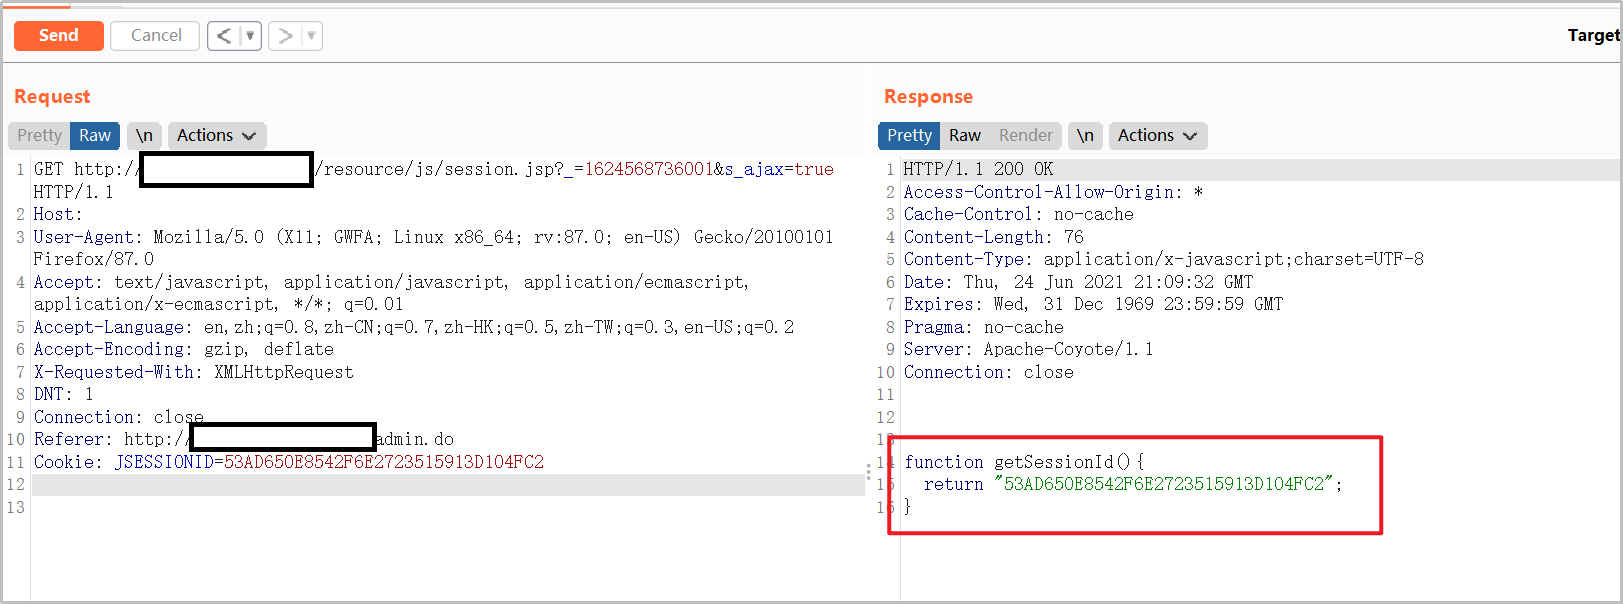 Send Cancel < ▼ > ▼ Target
Request
Pretty Raw \n Actions
1 GET http:/ /resource/js/session.jsp?_=1624568736001&s_ajax=true
HTTP/1.1
2 Host:
3 User-Agent: Mozilla/5.0 (X11; GWFA; Linux x86_64; rv:87.0; en-US) Gecko/20100101
Firefox/87.0
4 Accept: text/javascript, application/javascript, application/ecmascript,
application/x-ecmascript, */*; q=0.01
5 Accept-Language: en,zh;q=0.8,zh-CN;q=0.7,zh-HK;q=0.5,zh-TW;q=0.3,en-US;q=0.2
6 Accept-Encoding: gzip, deflate
7 X-Requested-With: XMLHttpRequest
8 DNT: 1
9 Connection: close
10 Referer: http:/ admin.do
11 Cookie: JSESSIONID=53AD650E8542F6E2723515913D104FC2
12
13
Response
Pretty Raw Render \n Actions
1 HTTP/1.1 200 OK
2 Access-Control-Allow-Origin: *
3 Cache-Control: no-cache
4 Content-Length: 76
5 Content-Type: application/x-javascript;charset=UTF-8
6 Date: Thu, 24 Jun 2021 21:09:32 GMT
7 Expires: Wed, 31 Dec 1969 23:59:59 GMT
8 Pragma: no-cache
9 Server: Apache-Coyote/1.1
10 Connection: close
11
12
13
14 function getSessionId(){
15 return "53AD650E8542F6E2723515913D104FC2";
16 }